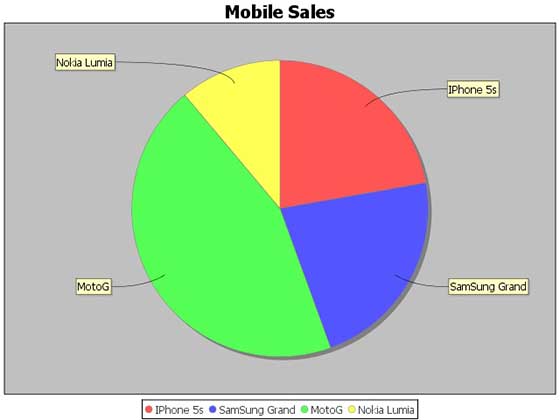 Mobile Sales
Nokia Lumia
IPhone 5s
MotoG
SamSung Grand
IPhone 5s SamSung Grand MotoG Nokia Lumia